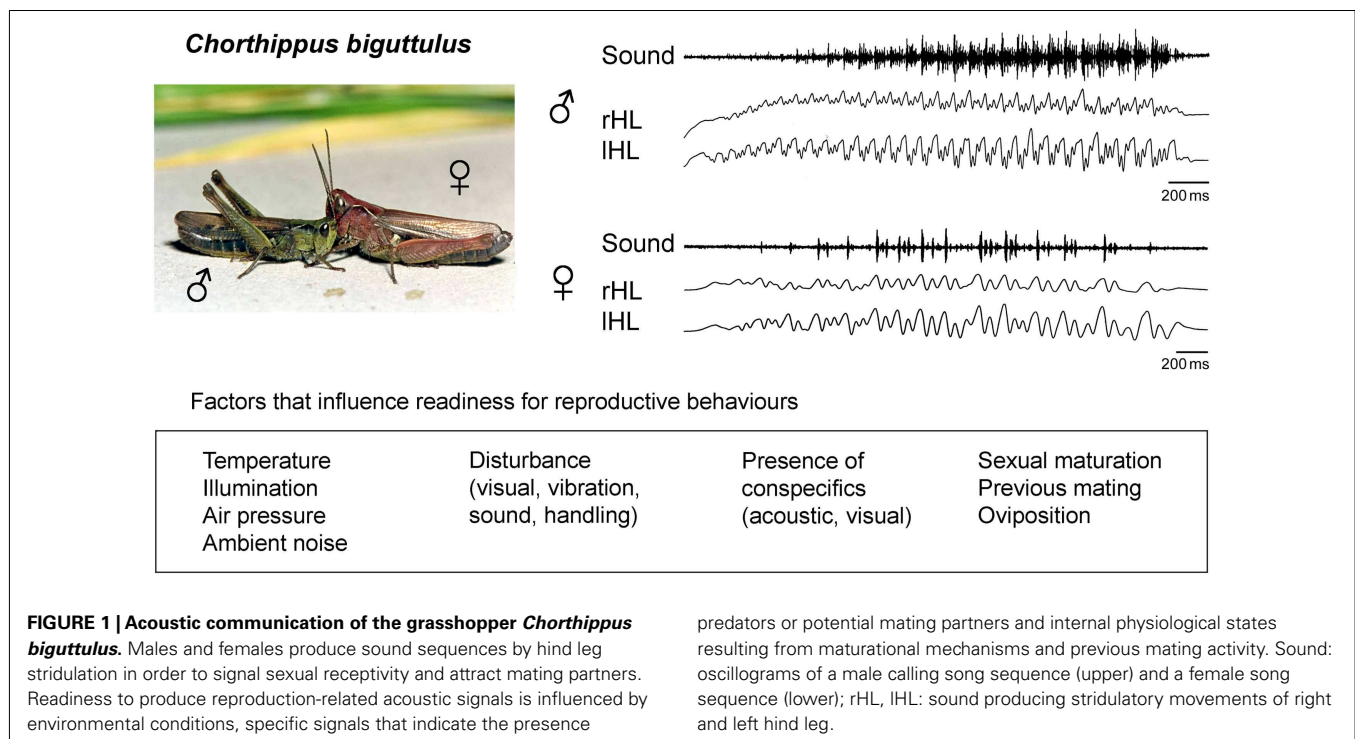 Chorthippus biguttulus
♂
♀
♂
Sound
rHL
lHL
200 ms
♀
Sound
rHL
lHL
200 ms
Factors that influence readiness for reproductive behaviours
Temperature
Illumination
Air pressure
Ambient noise
Disturbance
(visual, vibration,
sound, handling)
Presence of
conspecifics
(acoustic, visual)
Sexual maturation
Previous mating
Oviposition
FIGURE 1 | Acoustic communication of the grasshopper Chorthippus
biguttulus. Males and females produce sound sequences by hind leg
stridulation in order to signal sexual receptivity and attract mating partners.
Readiness to produce reproduction-related acoustic signals is influenced by
environmental conditions, specific signals that indicate the presence
predators or potential mating partners and internal physiological states
resulting from maturational mechanisms and previous mating activity. Sound:
oscillograms of a male calling song sequence (upper) and a female song
sequence (lower); rHL, lHL: sound producing stridulatory movements of right
and left hind leg.